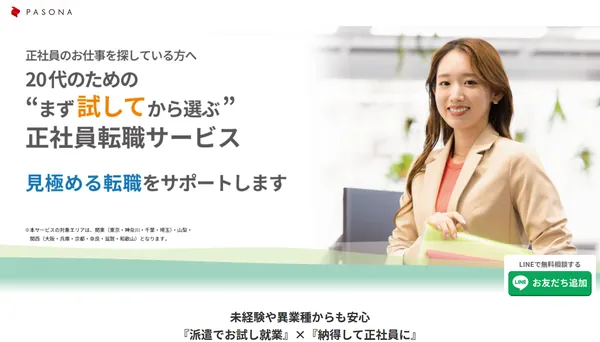 PASONA
正社員のお仕事を探している方へ
20代のための
“まず試してから選ぶ”
正社員転職サービス
見極める転職をサポートします
※本サービスの対象エリアは、関東（東京・神奈川・千葉・埼玉）・山梨・
関西（大阪・兵庫・京都・奈良・滋賀・和歌山）となります。
LINEで無料相談する
LINE お友だち追加
未経験や異業種からも安心
『派遣でお試し就業』×『納得して正社員に』